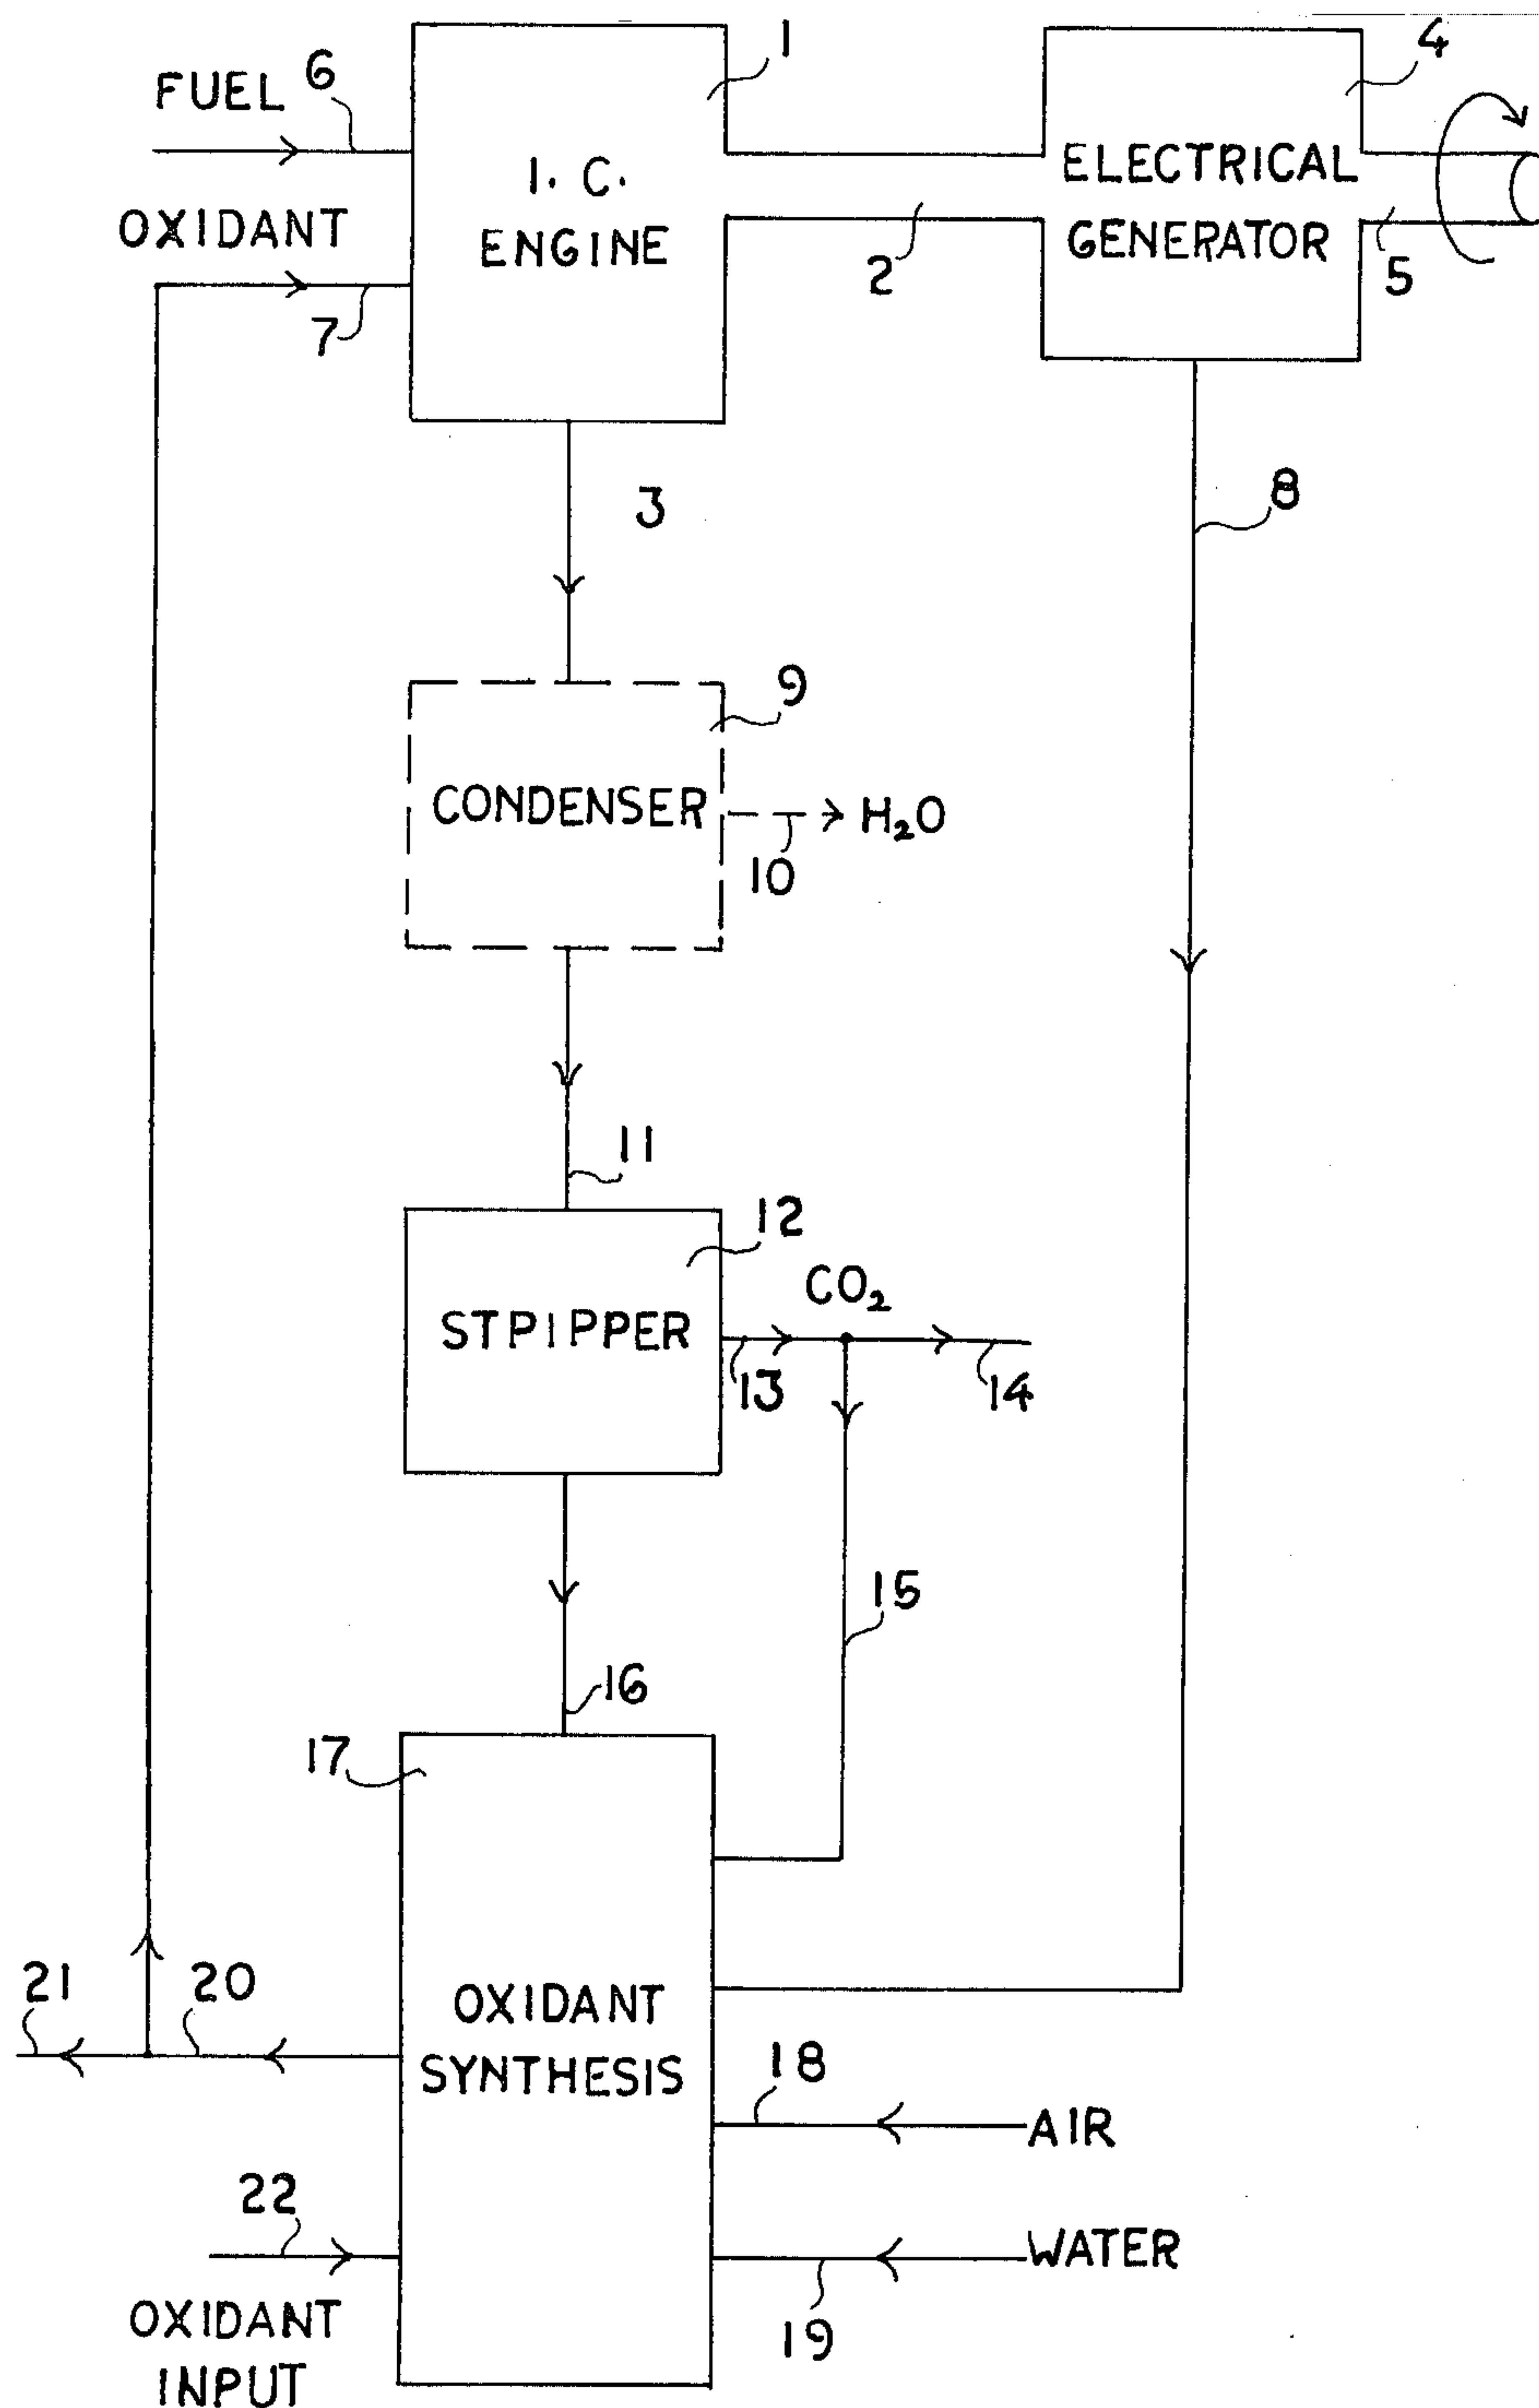 1
4
FUEL 6
I. C.
ENGINE
ELECTRICAL
GENERATOR
OXIDANT
2
5
7
3
8
9
CONDENSER
H₂O
10
11
12
CO₂
STPIPPER
13
14
15
16
17
21
20
OXIDANT
SYNTHESIS
18
AIR
22
WATER
19
OXIDANT
INPUT